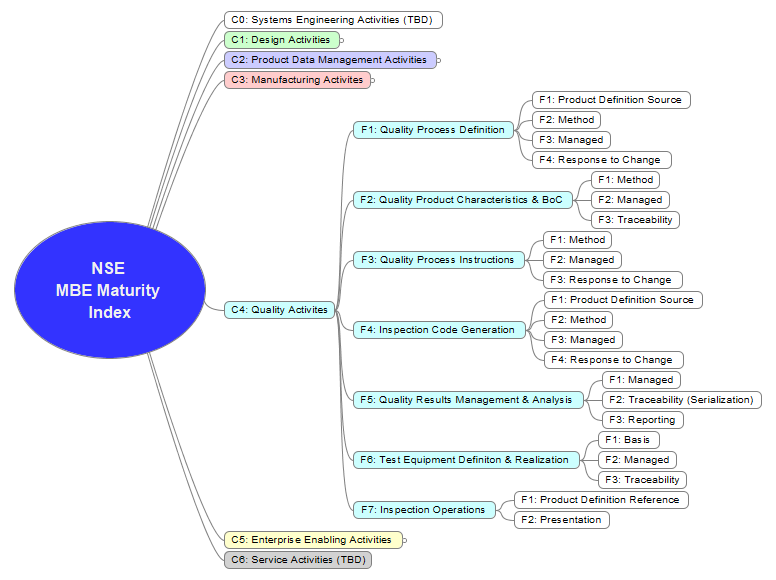 NSE
MBE Maturity
Index
C0: Systems Engineering Activities (TBD)
C1: Design Activities
C2: Product Data Management Activities
C3: Manufacturing Activites
C4: Quality Activites
F1: Quality Process Definition
F1: Product Definition Source
F2: Method
F3: Managed
F4: Response to Change
F2: Quality Product Characteristics & BoC
F1: Method
F2: Managed
F3: Traceability
F3: Quality Process Instructions
F1: Method
F2: Managed
F3: Response to Change
F4: Inspection Code Generation
F1: Product Definition Source
F2: Method
F3: Managed
F4: Response to Change
F5: Quality Results Management & Analysis
F1: Managed
F2: Traceability (Serialization)
F3: Reporting
F6: Test Equipment Definiton & Realization
F1: Basis
F2: Managed
F3: Traceability
F7: Inspection Operations
F1: Product Definition Reference
F2: Presentation
C5: Enterprise Enabling Activities
C6: Service Activities (TBD)